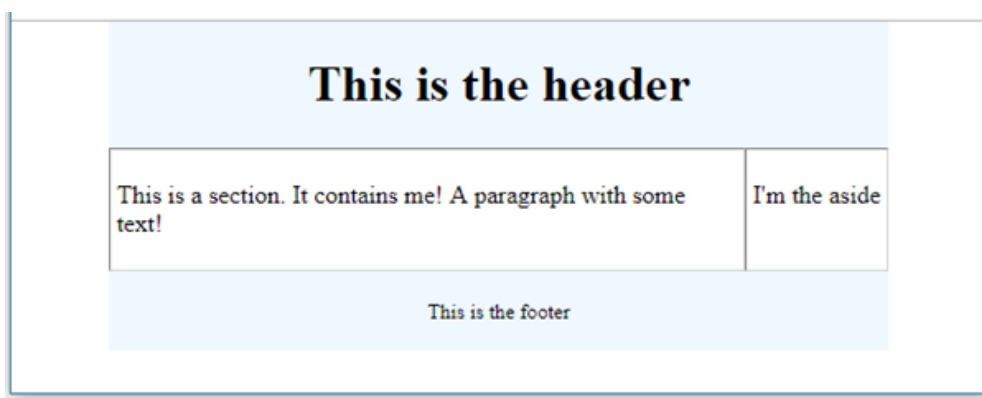 This is the header
This is a section. It contains me! A paragraph with some
text!
I'm the aside
This is the footer